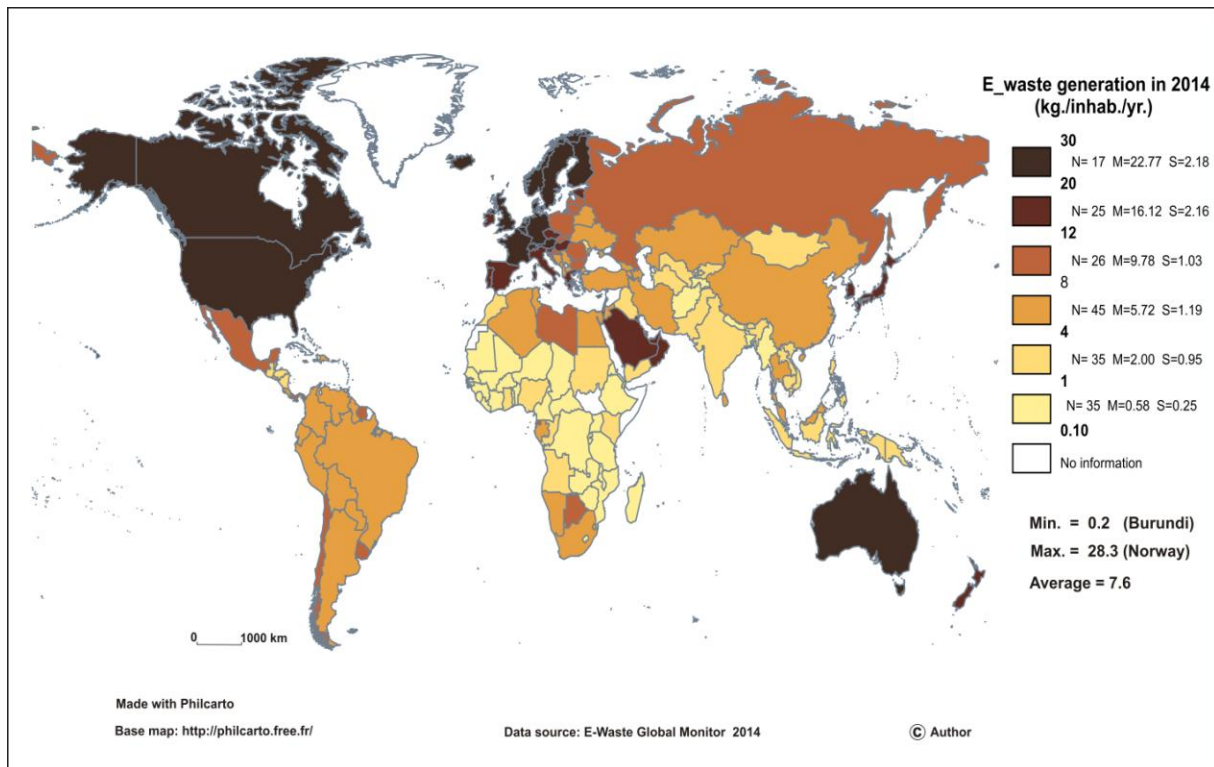 E_waste generation in 2014
(kg./inhab./yr.)
30
N= 17 M=22.77 S=2.18
20
N= 25 M=16.12 S=2.16
12
N= 26 M=9.78 S=1.03
8
N= 45 M=5.72 S=1.19
4
N= 35 M=2.00 S=0.95
1
N= 35 M=0.58 S=0.25
0.10
No information
Min. = 0.2 (Burundi)
Max. = 28.3 (Norway)
Average = 7.6
0 1000 km
Made with Philcarto
Base map: http://philcarto.free.fr/
Data source: E-Waste Global Monitor 2014
© Author